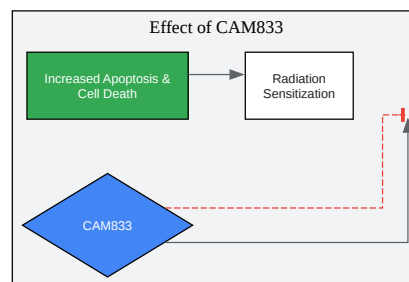 Effect of CAM833
Increased Apoptosis &
Cell Death
Radiation
Sensitization
CAM833